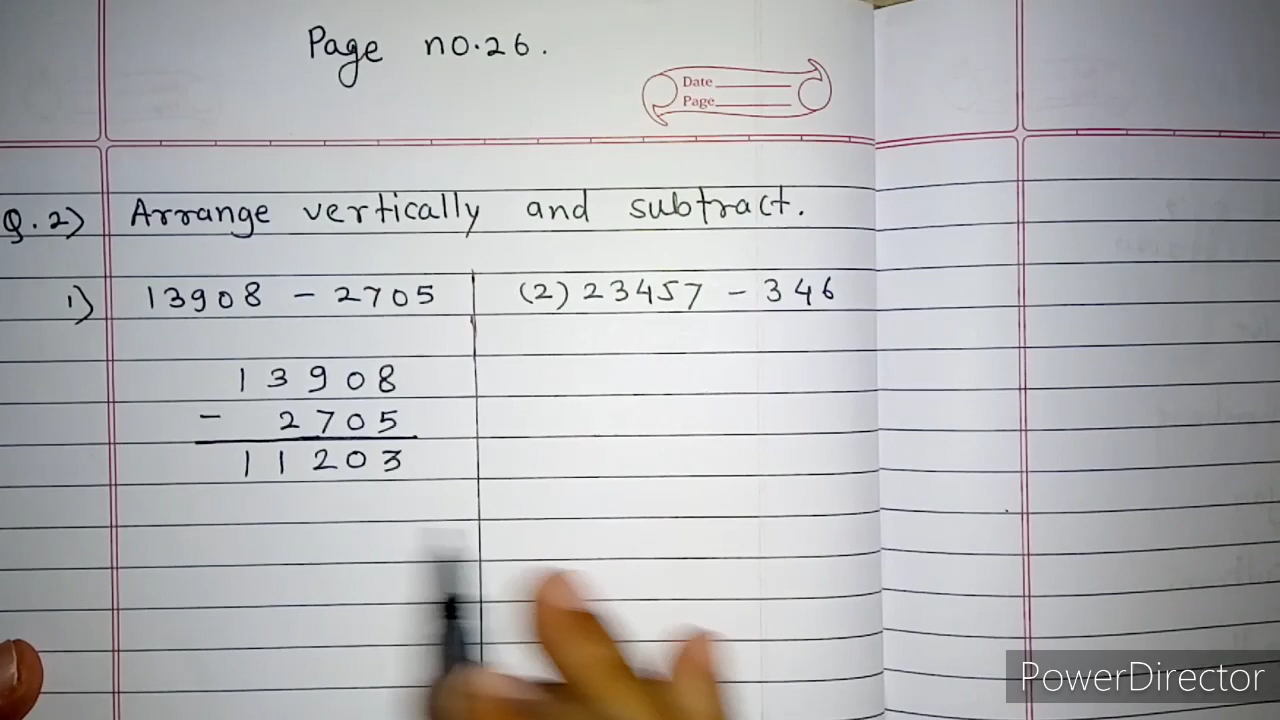 Page no.26.
Date
Page
Q.2) Arrange vertically and subtract.
1) 13908 - 2705
(2) 23457 - 346
13908
- 2705
11203
PowerDirector